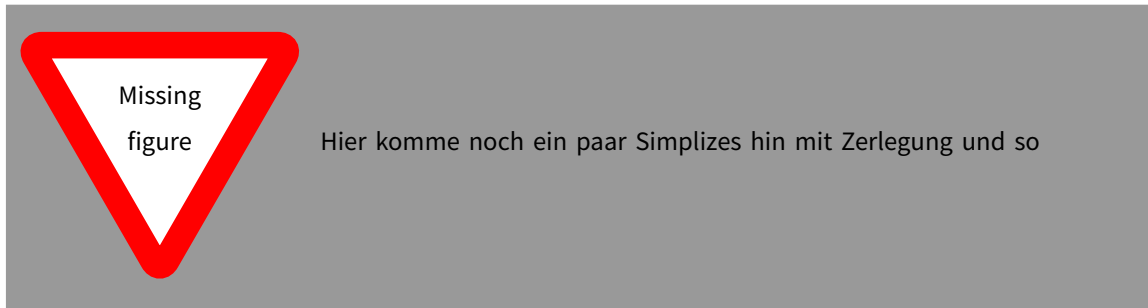 Missing
figure
Hier komme noch ein paar Simplizes hin mit Zerlegung und so